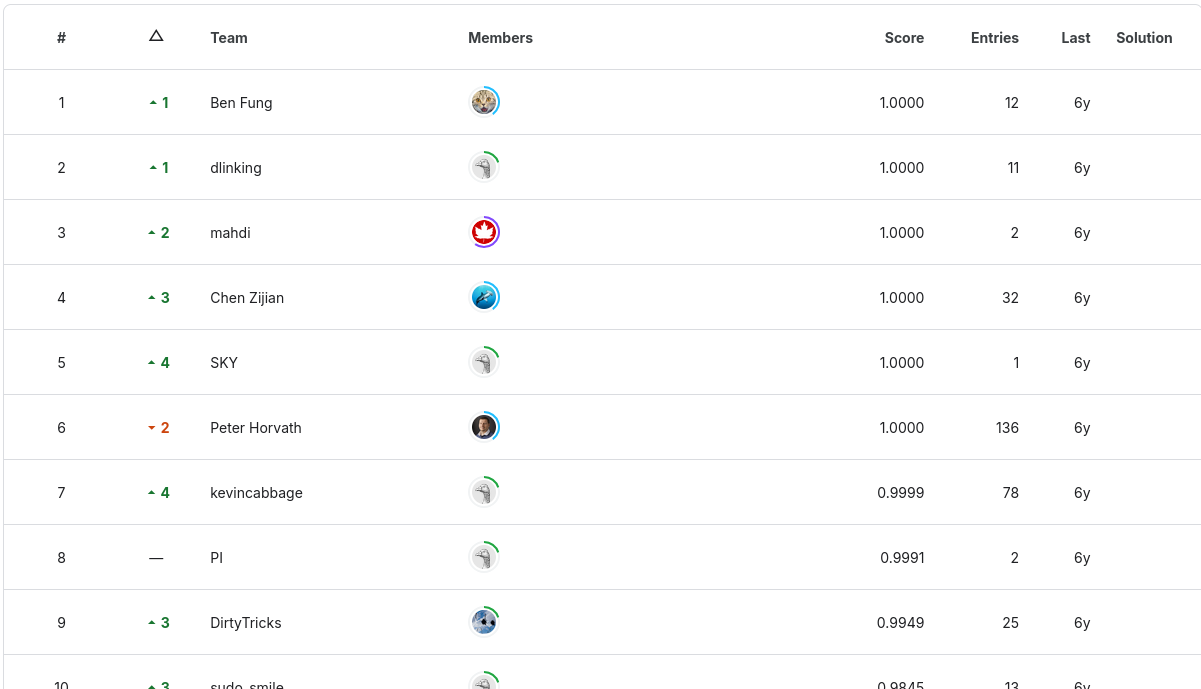 # △ Team Members Score Entries Last Solution
1 1 Ben Fung 1.0000 12 6y
2 1 dlinking 1.0000 11 6y
3 2 mahdi 1.0000 2 6y
4 3 Chen Zijian 1.0000 32 6y
5 4 SKY 1.0000 1 6y
6 2 Peter Horvath 1.0000 136 6y
7 4 kevincabbage 0.9999 78 6y
8 — PI 0.9991 2 6y
9 3 DirtyTricks 0.9949 25 6y
10 3 sudo_smile 0.9845 13 6y